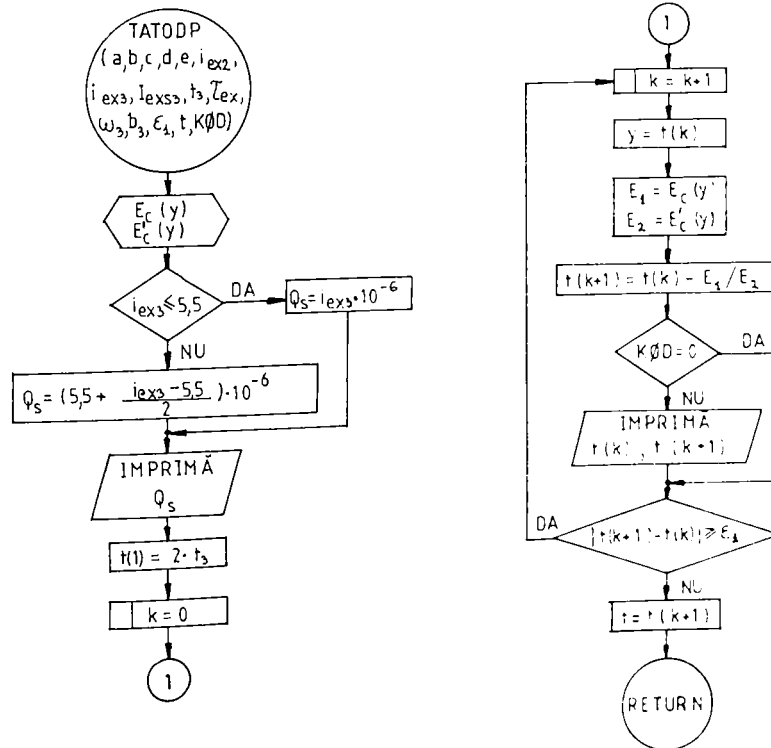 TATODP
(a,b,c,d,e,i_ex2,
i_ex3, I_exs3, t_3, τ_ex,
ω_3, b_3, ε_1, t, KØD)
E_C (y)
E'_C (y)
i_ex3 ≤ 5,5
DA
Q_S = i_ex3 • 10^-6
NU
Q_S = (5,5 + (i_ex3 − 5,5)/2) · 10^-6
IMPRIMĂ
Q_S
t(1) = 2 · t_3
k = 0
1
1
k = k+1
y = t(k)
E_1 = E_C (y)
E_2 = E'_C (y)
t(k+1) = t(k) − E_1/E_2
KØD = 0
DA
NU
IMPRIMĂ
t(k), t(k+1)
DA
|t(k+1) − t(k)| ≥ ε_1
NU
t = t(k+1)
RETURN